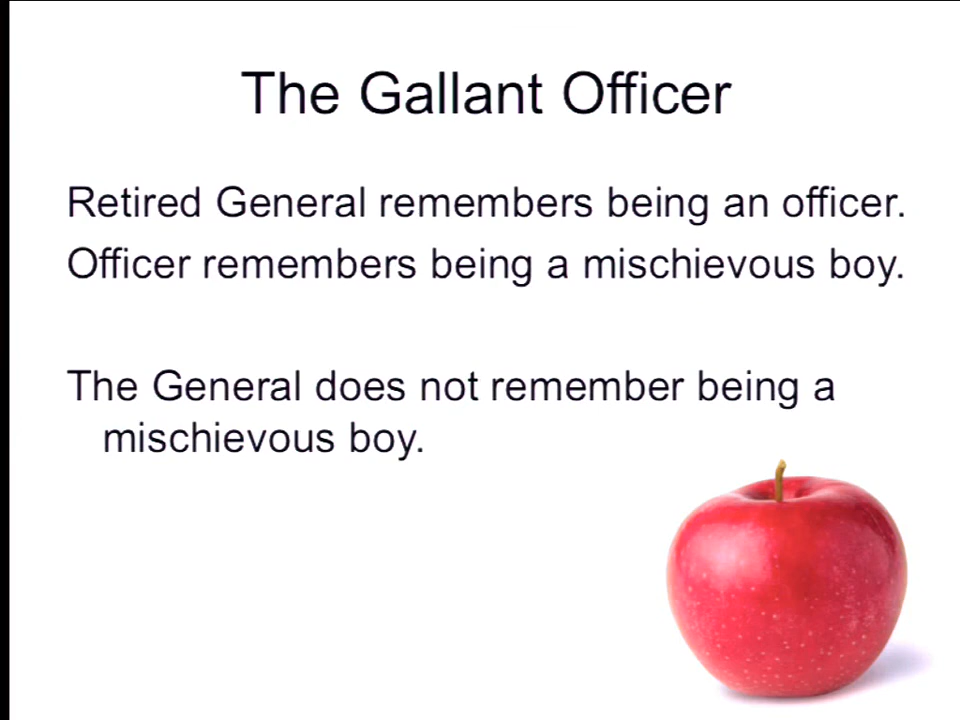 The Gallant Officer
Retired General remembers being an officer.
Officer remembers being a mischievous boy.
The General does not remember being a
mischievous boy.